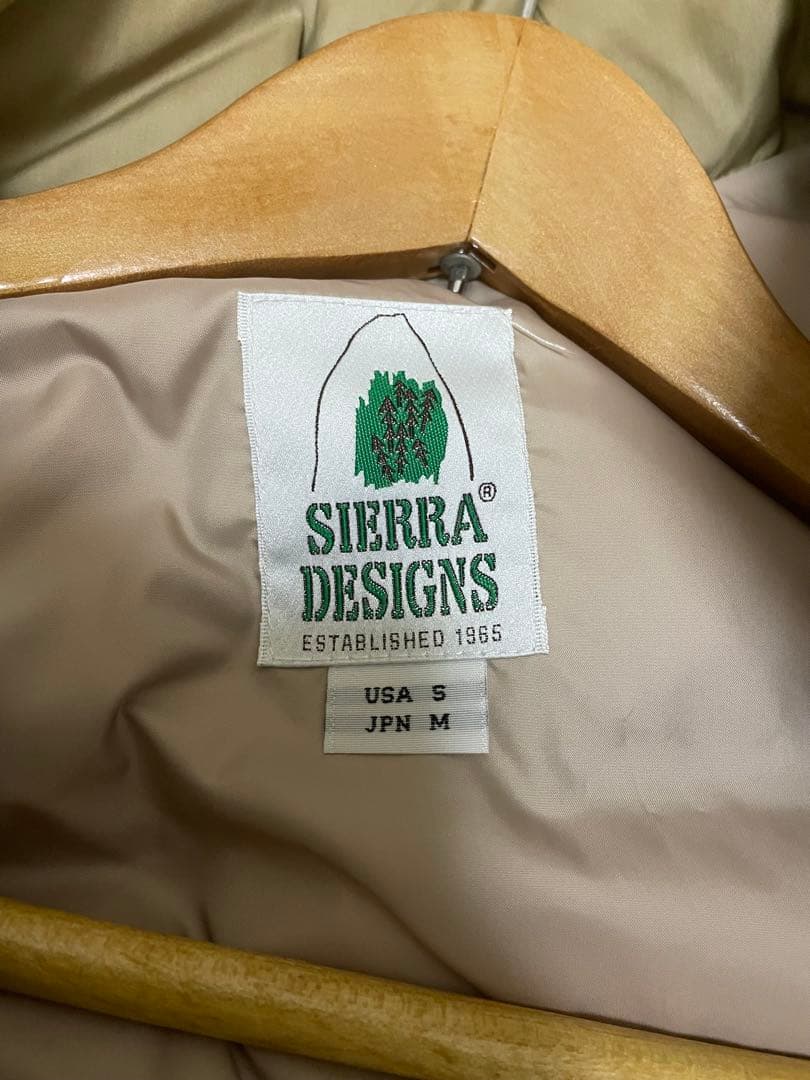 SIERRA®
DESIGNS
ESTABLISHED 1965
USA S
JPN M